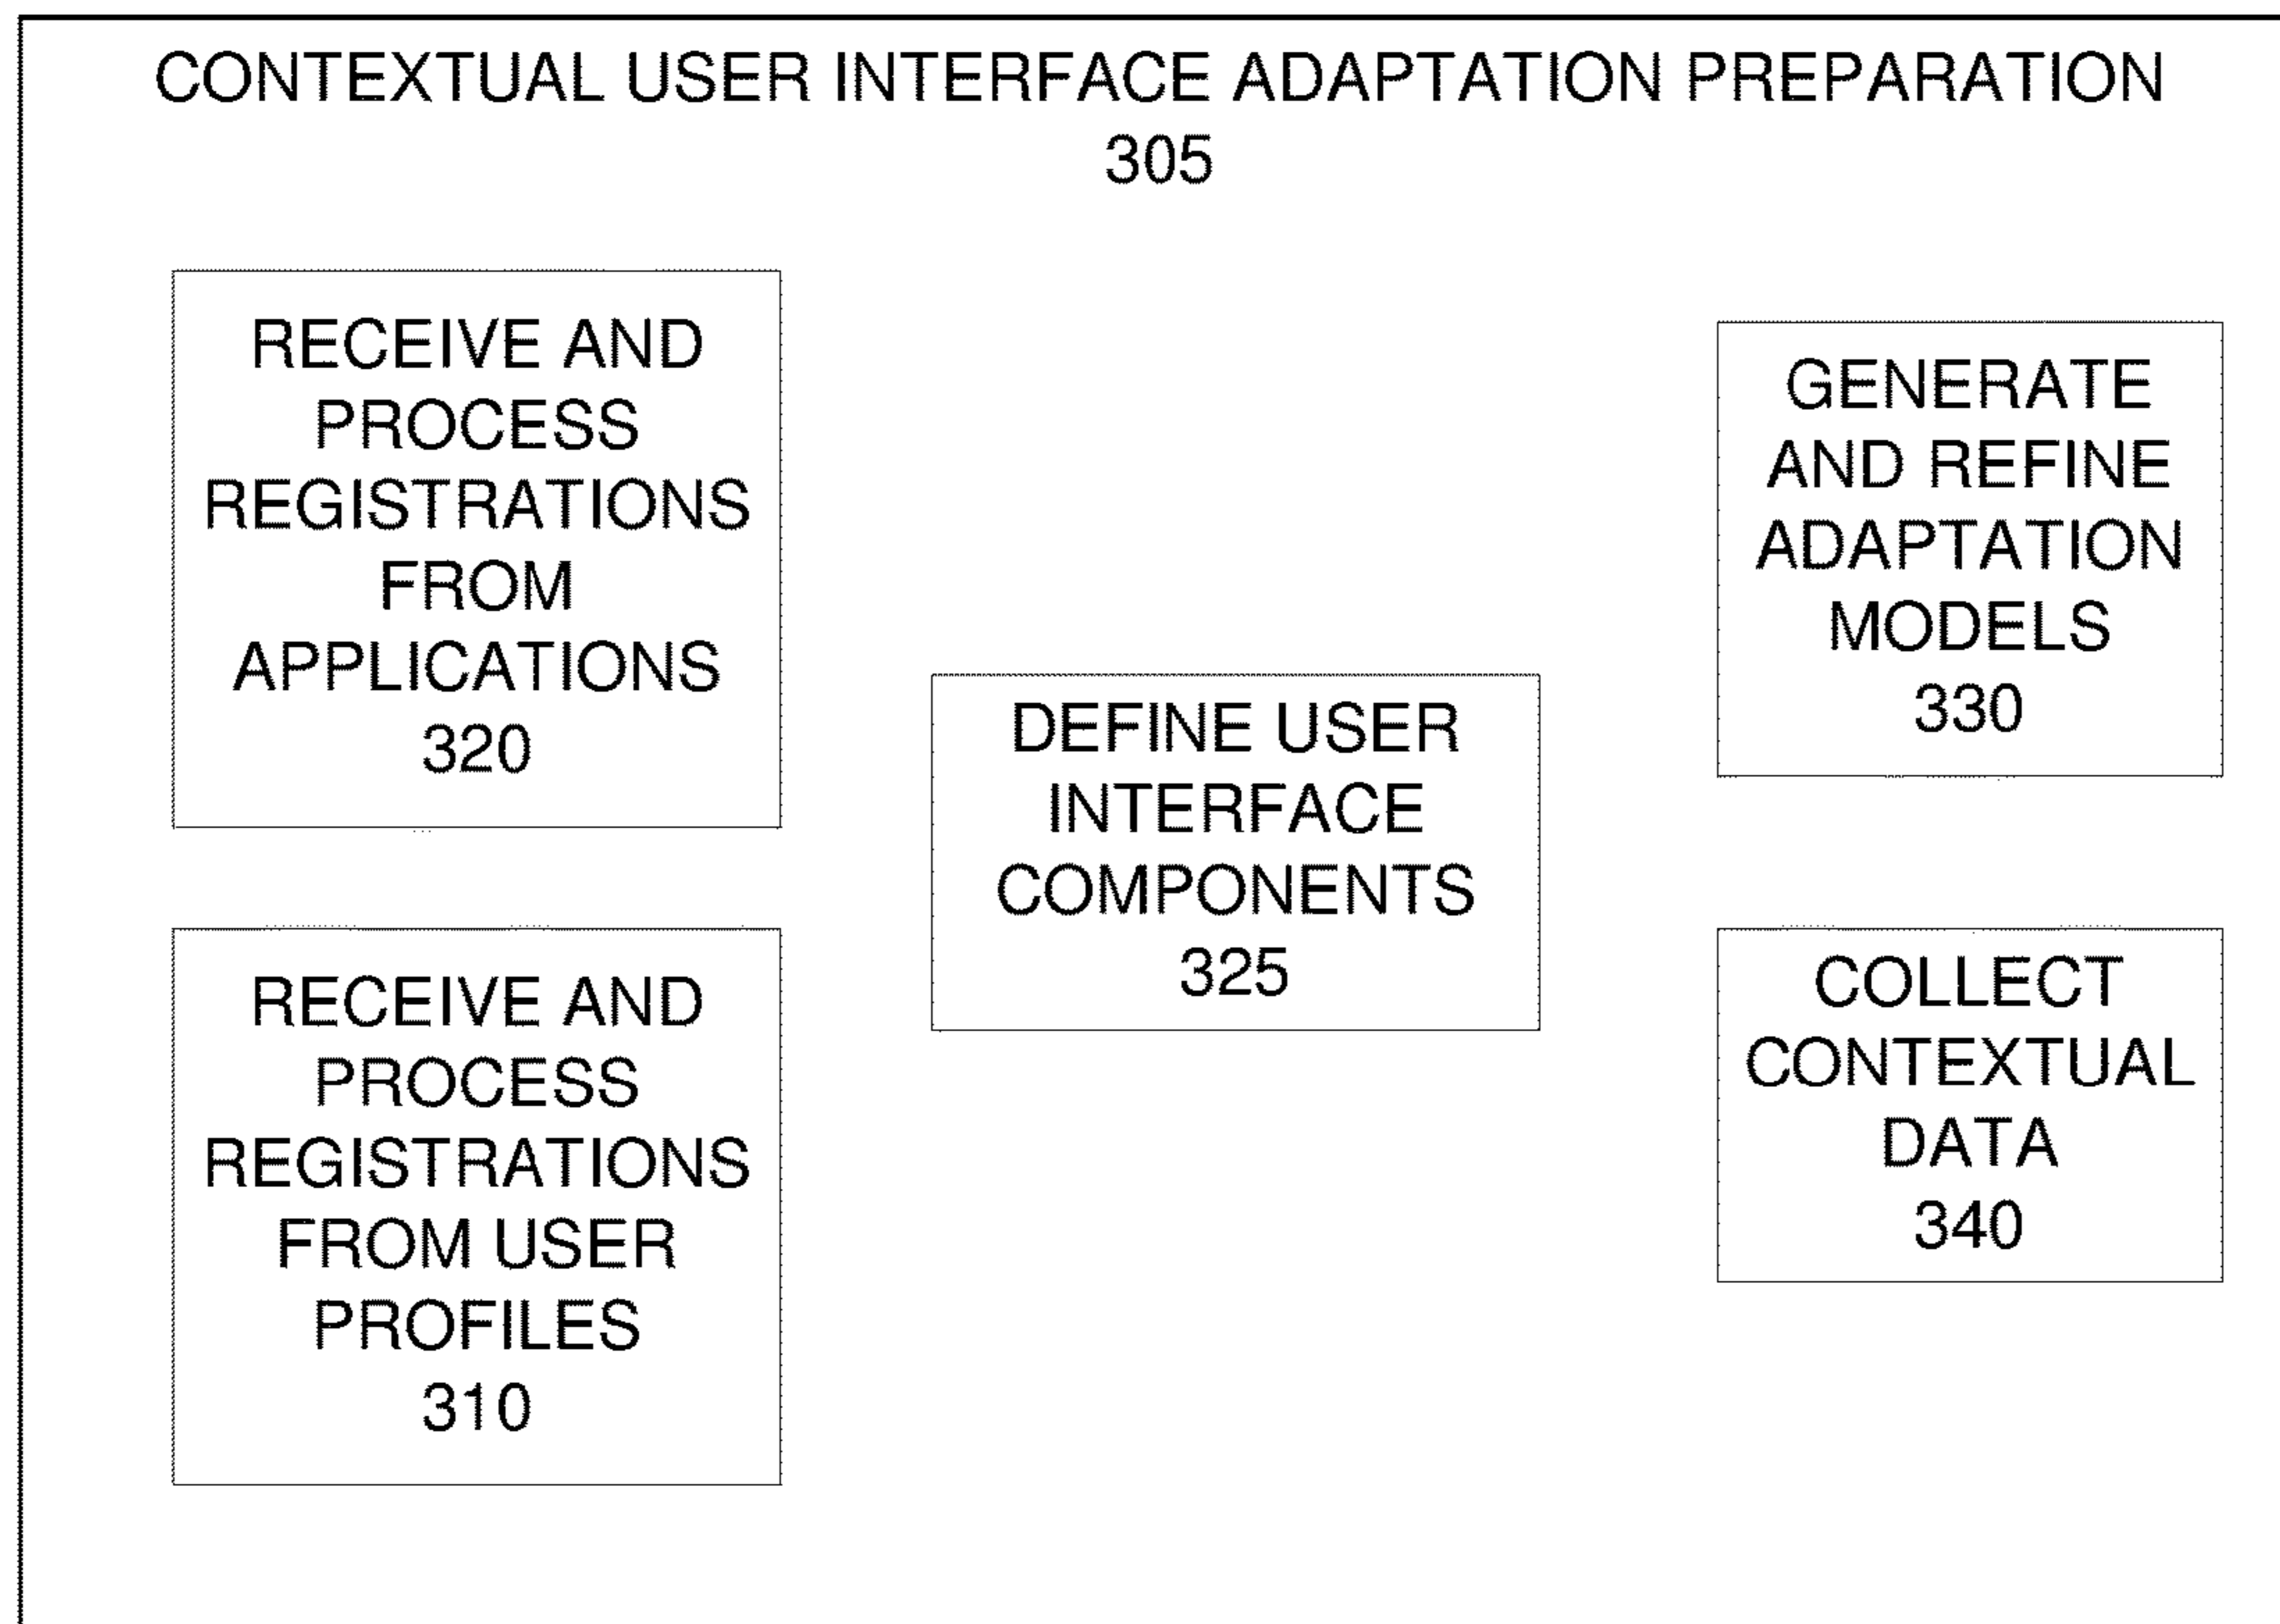 CONTEXTUAL USER INTERFACE ADAPTATION PREPARATION
305
RECEIVE AND
PROCESS
REGISTRATIONS
FROM
APPLICATIONS
320
RECEIVE AND
PROCESS
REGISTRATIONS
FROM USER
PROFILES
310
DEFINE USER
INTERFACE
COMPONENTS
325
GENERATE
AND REFINE
ADAPTATION
MODELS
330
COLLECT
CONTEXTUAL
DATA
340